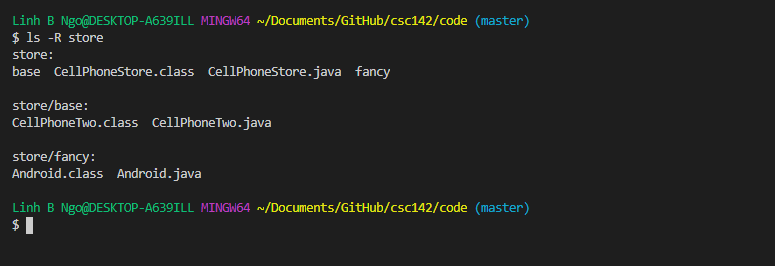 Linh B Ngo@DESKTOP-A639ILL MINGW64 ~/Documents/GitHub/csc142/code (master)
$ ls -R store
store:
base  CellPhoneStore.class  CellPhoneStore.java  fancy

store/base:
CellPhoneTwo.class  CellPhoneTwo.java

store/fancy:
Android.class  Android.java

Linh B Ngo@DESKTOP-A639ILL MINGW64 ~/Documents/GitHub/csc142/code (master)
$